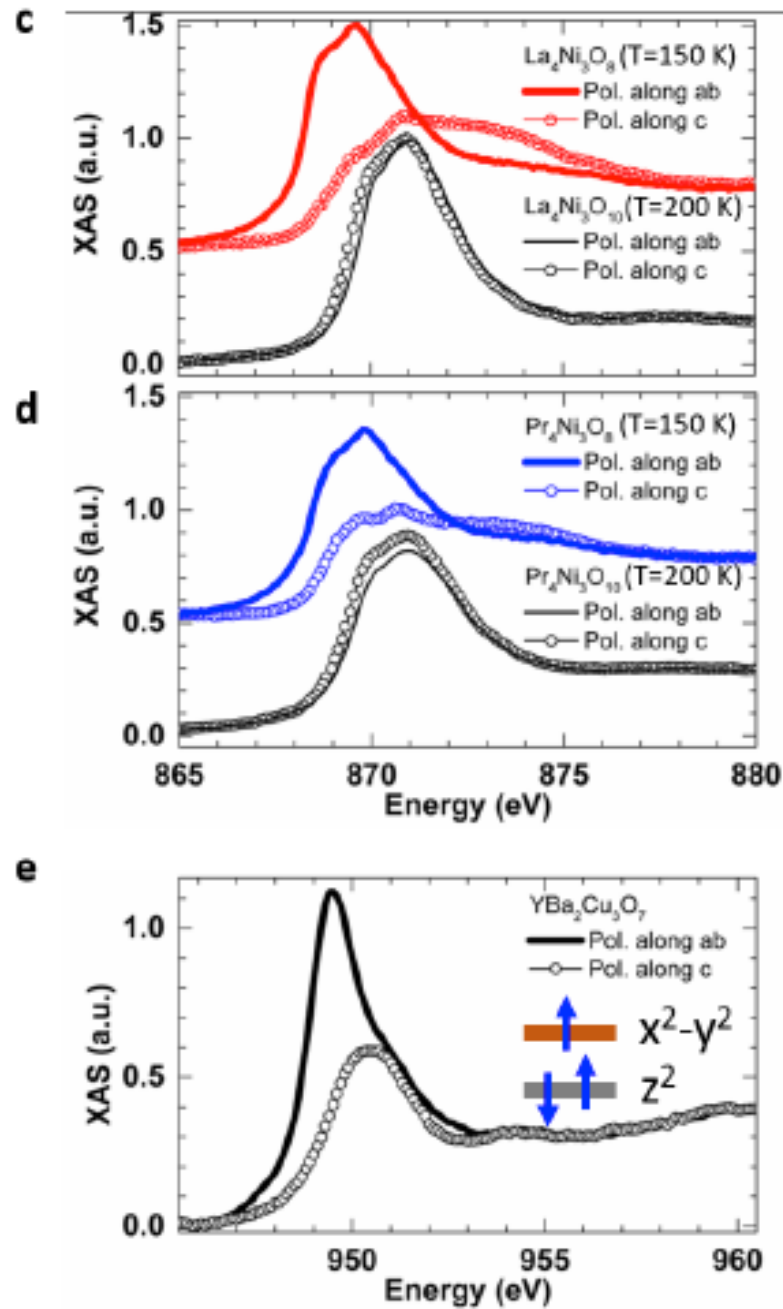 c
1.5
1.0
0.5
0.0
XAS (a.u.)
La₄Ni₃O₈ (T=150 K)
Pol. along ab
Pol. along c
La₄Ni₃O₁₀ (T=200 K)
Pol. along ab
Pol. along c
d
1.5
1.0
0.5
0.0
XAS (a.u.)
Pr₄Ni₃O₈ (T=150 K)
Pol. along ab
Pol. along c
Pr₄Ni₃O₁₀ (T=200 K)
Pol. along ab
Pol. along c
865 870 875 880
Energy (eV)
e
1.0
0.5
0.0
XAS (a.u.)
YBa₂Cu₃O₇
Pol. along ab
Pol. along c
x²-y²
z²
950 955 960
Energy (eV)